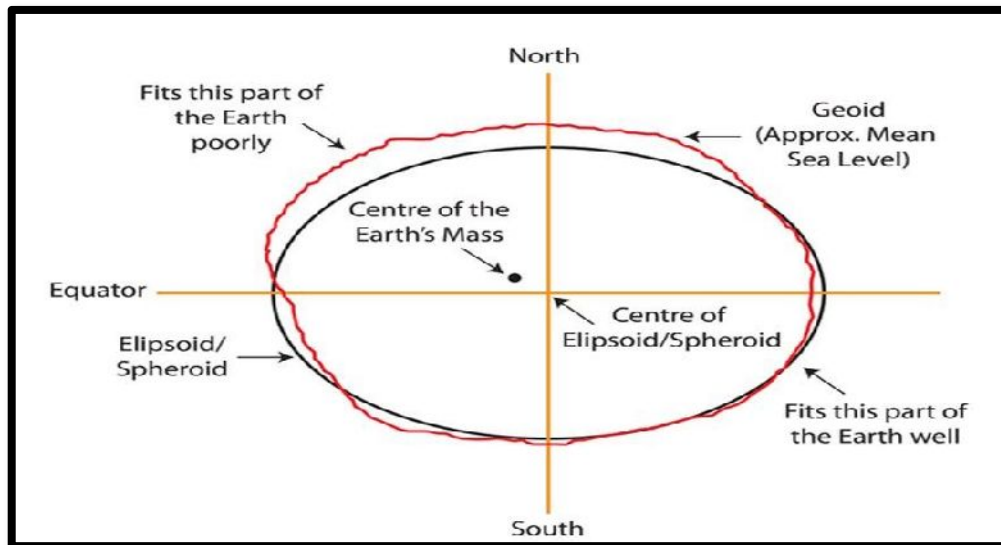 North
Fits this part of
the Earth
poorly
Geoid
(Approx. Mean
Sea Level)
Centre of the
Earth's Mass
Equator
Centre of
Elipsoid/Spheroid
Elipsoid/
Spheroid
Fits this part of
the Earth well
South